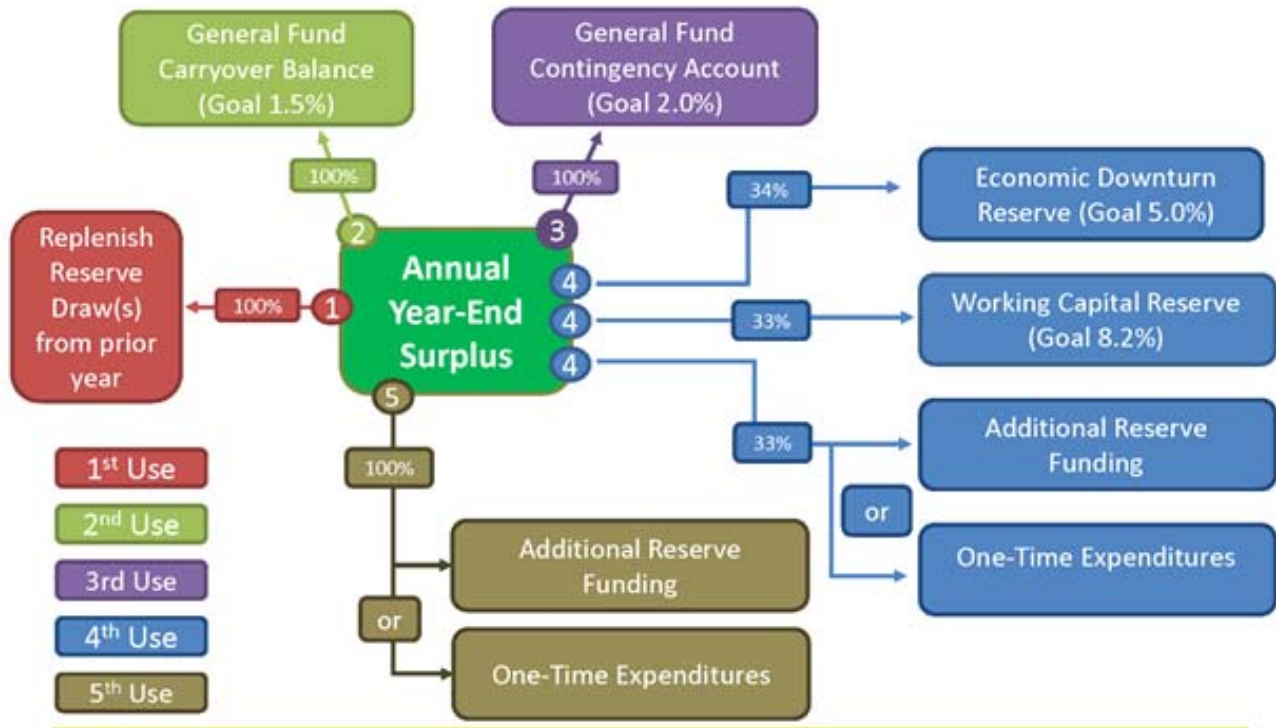 General Fund
Carryover Balance
(Goal 1.5%)
General Fund
Contingency Account
(Goal 2.0%)
100%
100%
34%
Economic Downturn
Reserve (Goal 5.0%)
Replenish
Reserve
Draw(s)
from prior
year
100%
1
2
3
Annual
Year-End
Surplus
4
4
4
5
33%
Working Capital Reserve
(Goal 8.2%)
33%
Additional Reserve
Funding
or
One-Time Expenditures
100%
Additional Reserve
Funding
or
One-Time Expenditures
1st Use
2nd Use
3rd Use
4th Use
5th Use